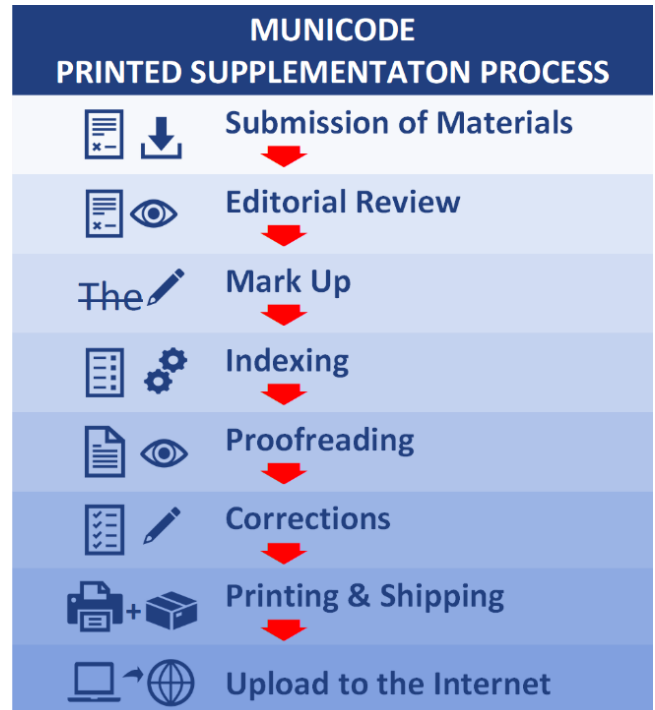 MUNICODE
PRINTED SUPPLEMENTATON PROCESS
Submission of Materials
Editorial Review
The
Mark Up
Indexing
Proofreading
Corrections
Printing & Shipping
Upload to the Internet